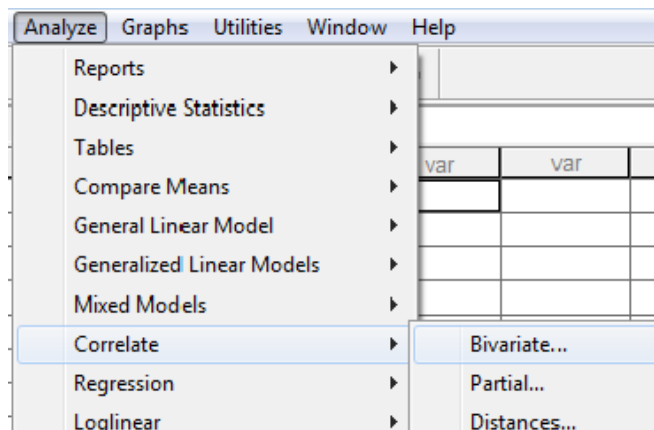 Analyze Graphs Utilities Window Help
Reports
Descriptive Statistics
Tables
var var
Compare Means
General Linear Model
Generalized Linear Models
Mixed Models
Correlate Bivariate...
Regression Partial...
Loglinear Distances...